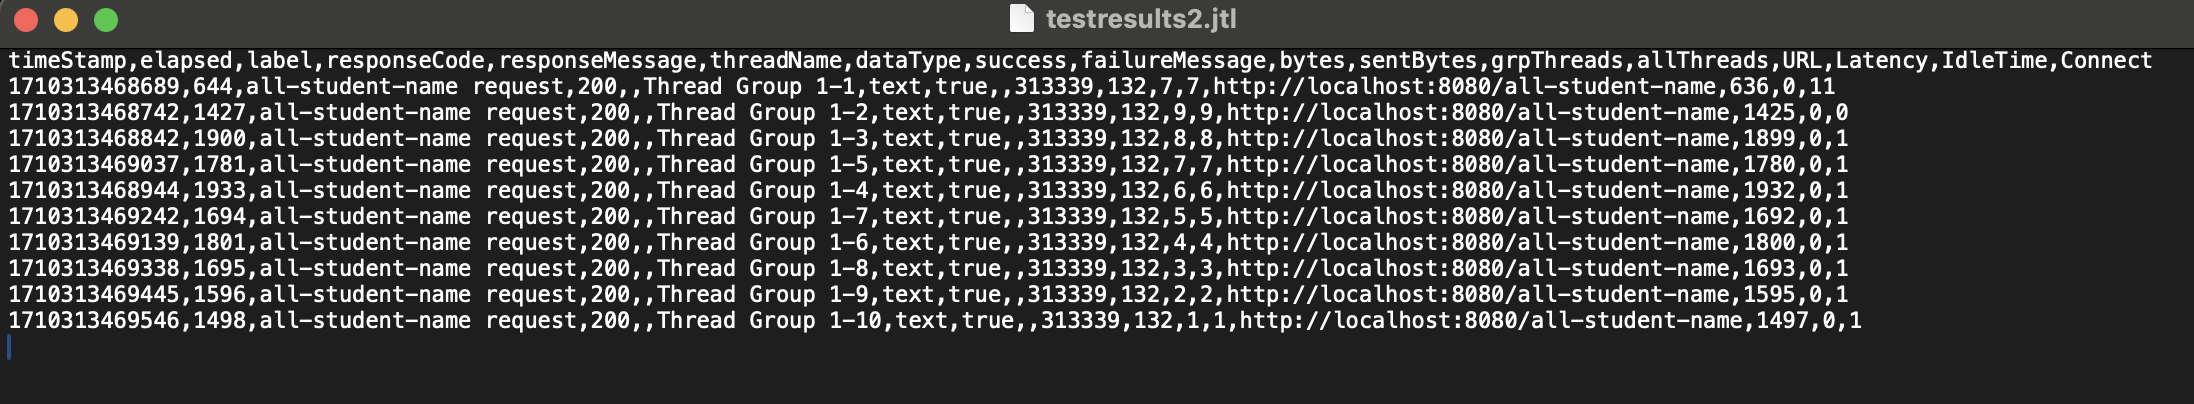 testresults2.jtl
timeStamp,elapsed,label,responseCode,responseMessage,threadName,dataType,success,failureMessage,bytes,sentBytes,grpThreads,allThreads,URL,Latency,IdleTime,Connect
1710313468689,644,all-student-name request,200,,Thread Group 1-1,text,true,,313339,132,7,7,http://localhost:8080/all-student-name,636,0,11
1710313468742,1427,all-student-name request,200,,Thread Group 1-2,text,true,,313339,132,9,9,http://localhost:8080/all-student-name,1425,0,0
1710313468842,1900,all-student-name request,200,,Thread Group 1-3,text,true,,313339,132,8,8,http://localhost:8080/all-student-name,1899,0,1
1710313469037,1781,all-student-name request,200,,Thread Group 1-5,text,true,,313339,132,7,7,http://localhost:8080/all-student-name,1780,0,1
1710313468944,1933,all-student-name request,200,,Thread Group 1-4,text,true,,313339,132,6,6,http://localhost:8080/all-student-name,1932,0,1
1710313469242,1694,all-student-name request,200,,Thread Group 1-7,text,true,,313339,132,5,5,http://localhost:8080/all-student-name,1692,0,1
1710313469139,1801,all-student-name request,200,,Thread Group 1-6,text,true,,313339,132,4,4,http://localhost:8080/all-student-name,1800,0,1
1710313469338,1695,all-student-name request,200,,Thread Group 1-8,text,true,,313339,132,3,3,http://localhost:8080/all-student-name,1693,0,1
1710313469445,1596,all-student-name request,200,,Thread Group 1-9,text,true,,313339,132,2,2,http://localhost:8080/all-student-name,1595,0,1
1710313469546,1498,all-student-name request,200,,Thread Group 1-10,text,true,,313339,132,1,1,http://localhost:8080/all-student-name,1497,0,1